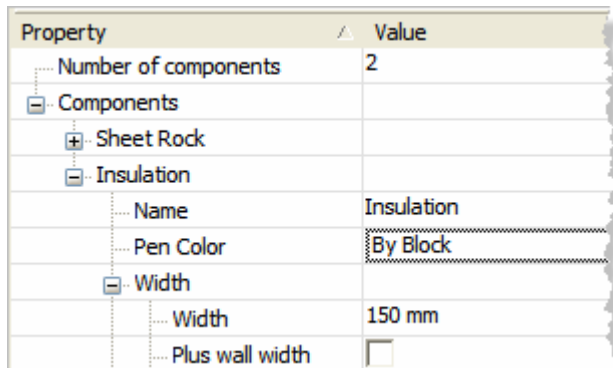 Property Value
Number of components 2
Components
Sheet Rock
Insulation
Name Insulation
Pen Color By Block
Width
Width 150 mm
Plus wall width